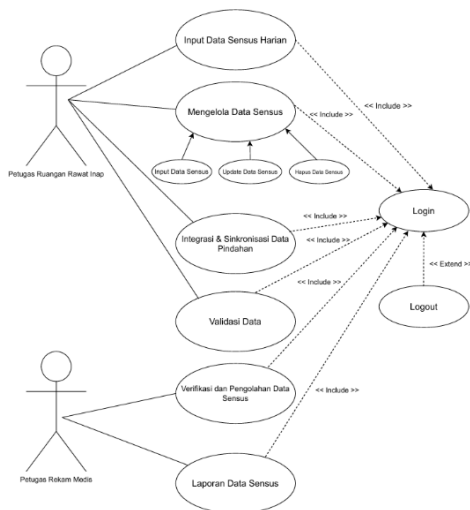 Input Data Sensus Harian
<< Include >>
Mengelola Data Sensus
<< Include >>
Petugas Ruangan Rawat Inap
Input Data Sensus
Update Data Sensus
Hapus Data Sensus
Login
<< Include >>
Integrasi & Sinkronisasi Data
Pindahan
<< Include >>
<< Extend >>
<< Include >>
Logout
Validasi Data
Verifikasi dan Pengolahan Data
Sensus
<< Include >>
Petugas Rekam Medis
Laporan Data Sensus